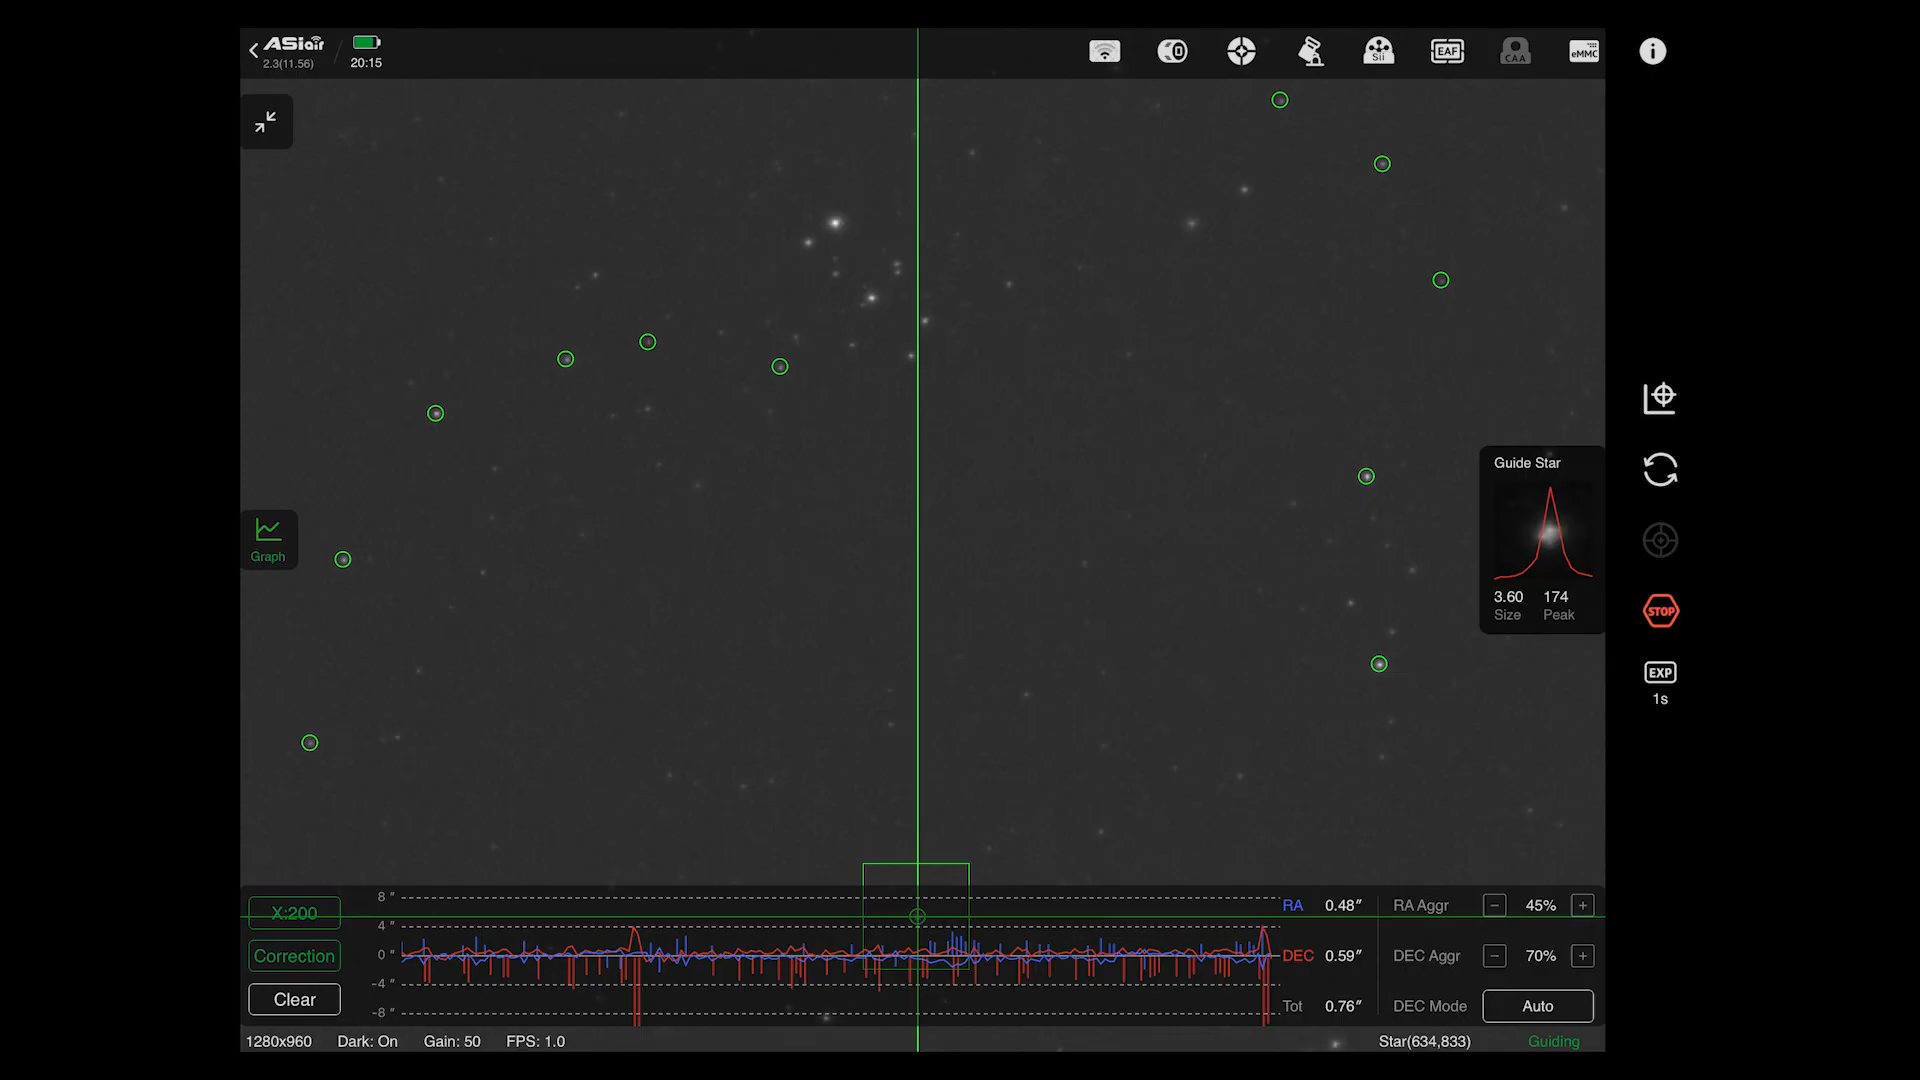 ASiair
2.3(11.56)
20:15
Sii
EAF
CAA
eMMC
Guide Star
3.60 174
Size Peak
Graph
STOP
EXP
1s
X:200
Correction
Clear
8 ″
4 ″
0 ″
-4 ″
-8 ″
RA 0.48″
DEC 0.59″
Tot 0.76″
RA Aggr − 45% +
DEC Aggr − 70% +
DEC Mode Auto
1280x960 Dark: On Gain: 50 FPS: 1.0 Star(634,833) Guiding